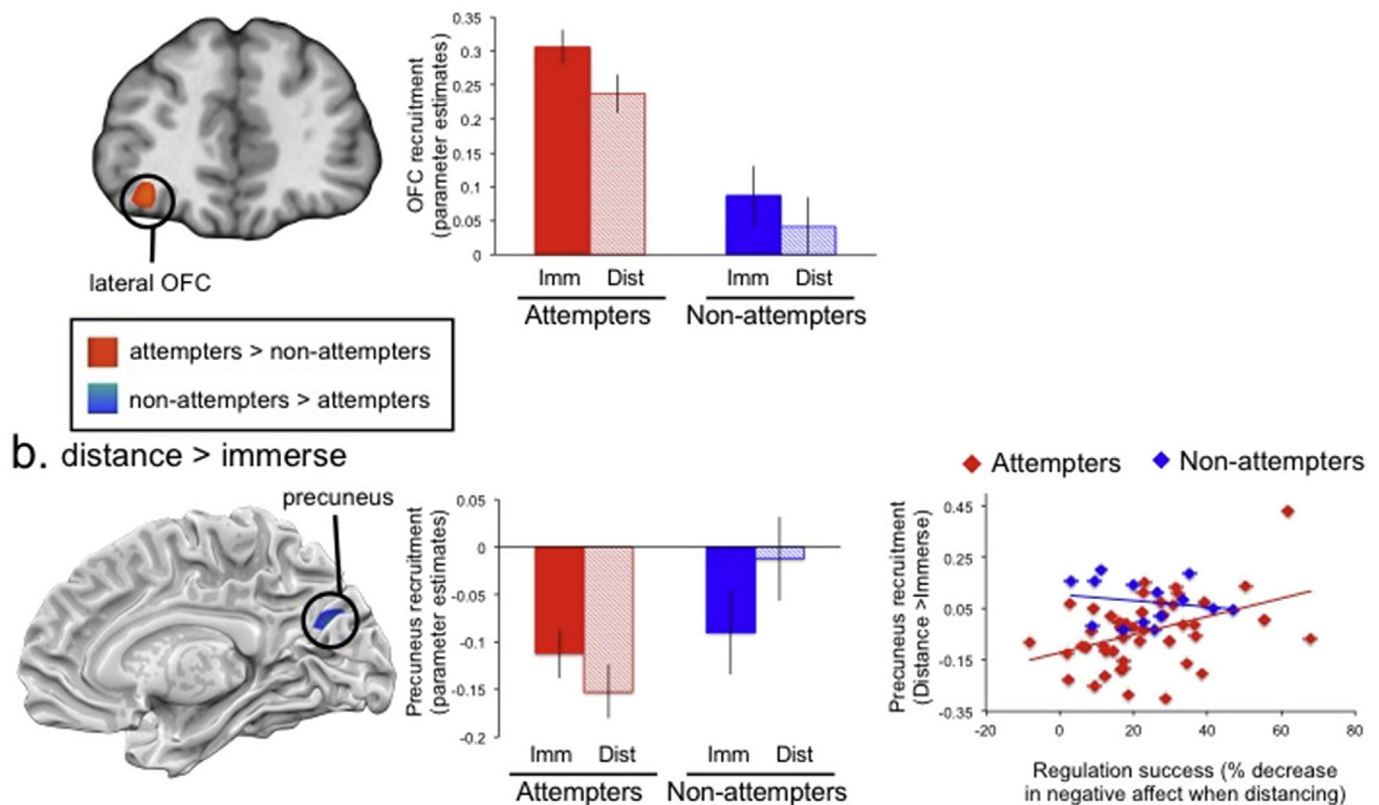 0.35
0.3
0.25
0.2
0.15
0.1
0.05
0
OFC recruitment
(parameter estimates)
lateral OFC
Imm Dist Imm Dist
Attempters Non-attempters
attempters > non-attempters
non-attempters > attempters
b. distance > immerse
precuneus
0.05
0
-0.05
-0.1
-0.15
-0.2
Precuneus recruitment
(parameter estimates)
Imm Dist Imm Dist
Attempters Non-attempters
Attempters Non-attempters
0.45
0.25
0.05
-0.15
-0.35
Precuneus recruitment
(Distance >Immerse)
-20 0 20 40 60 80
Regulation success (% decrease
in negative affect when distancing)